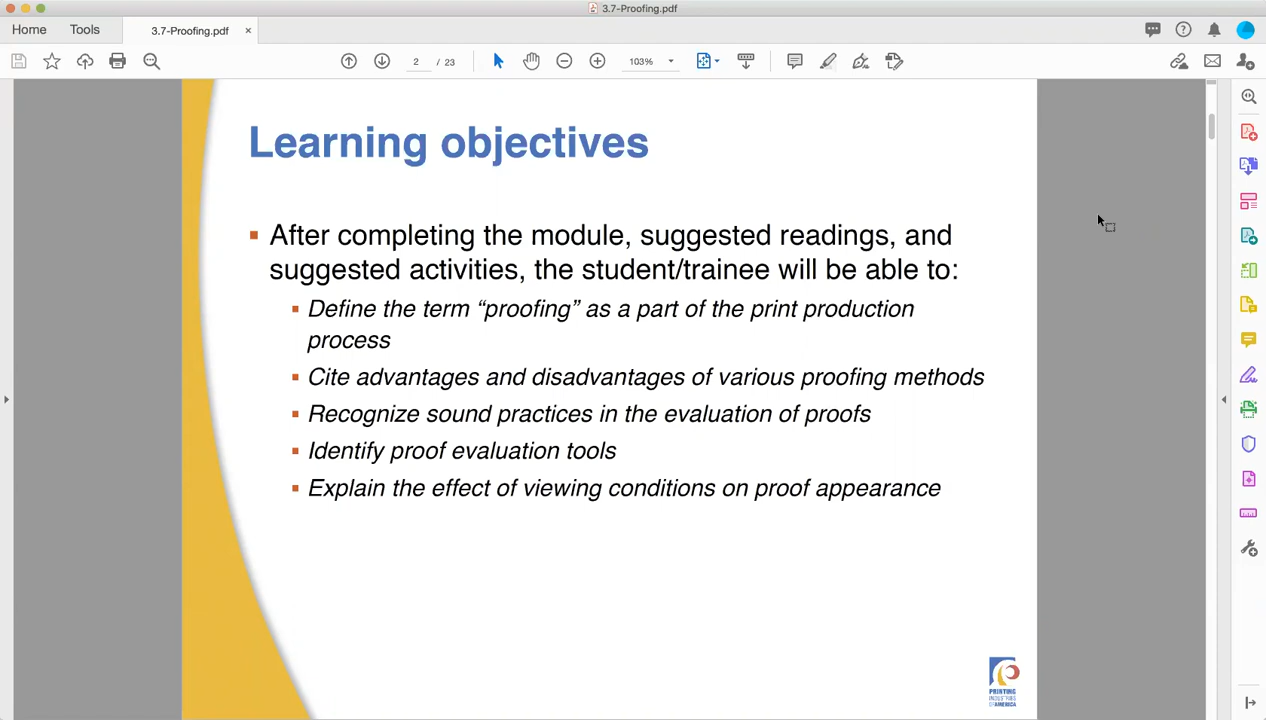 3.7-Proofing.pdf
Home
Tools
3.7-Proofing.pdf
2 / 23
103%
Learning objectives
After completing the module, suggested readings, and
suggested activities, the student/trainee will be able to:
Define the term “proofing” as a part of the print production
process
Cite advantages and disadvantages of various proofing methods
Recognize sound practices in the evaluation of proofs
Identify proof evaluation tools
Explain the effect of viewing conditions on proof appearance
PRINTING
INDUSTRIES
OF AMERICA